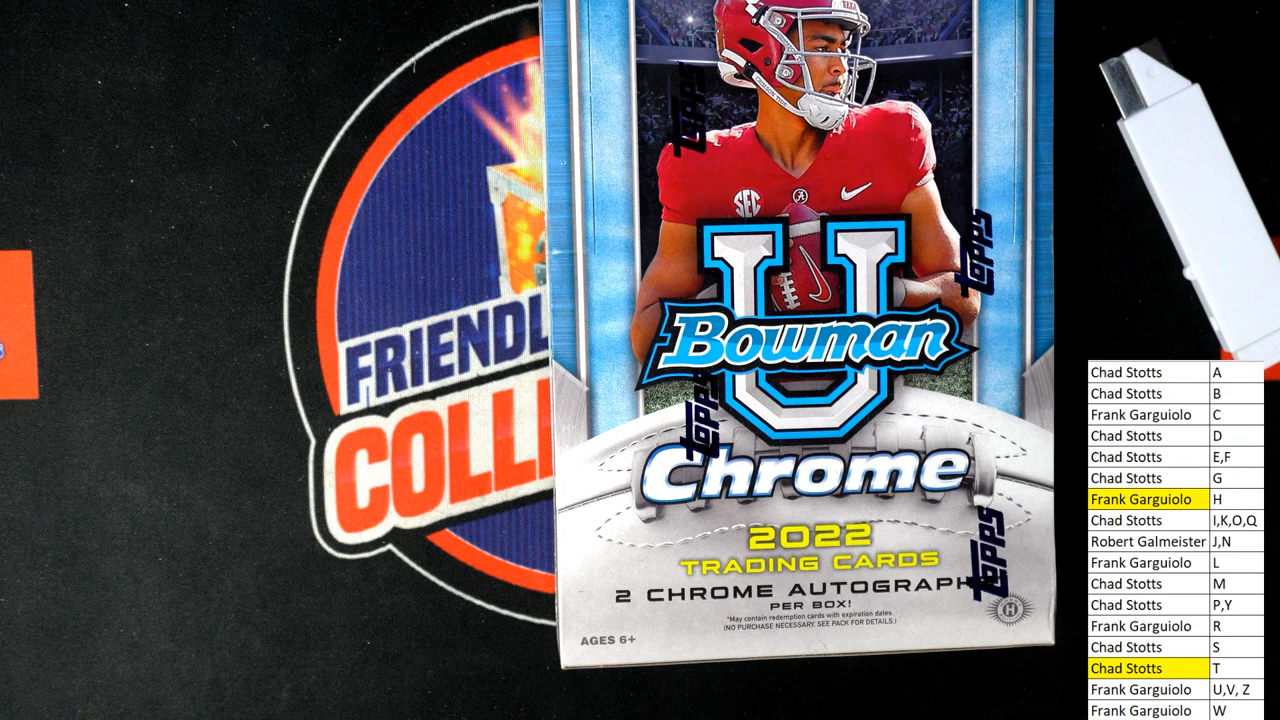 FRIENDL
COLL
SEC
A
topps
topps
topps
topps
U
Bowman
Chrome
2022
TRADING CARDS
2 CHROME AUTOGRAPH
PER BOX!
*May contain redemption cards with expiration dates.
(NO PURCHASE NECESSARY. SEE PACK FOR DETAILS.)
AGES 6+
H
Chad Stotts A
Chad Stotts B
Frank Garguiolo C
Chad Stotts D
Chad Stotts E,F
Chad Stotts G
Frank Garguiolo H
Chad Stotts I,K,O,Q
Robert Galmeister J,N
Frank Garguiolo L
Chad Stotts M
Chad Stotts P,Y
Frank Garguiolo R
Chad Stotts S
Chad Stotts T
Frank Garguiolo U,V, Z
Frank Garguiolo W